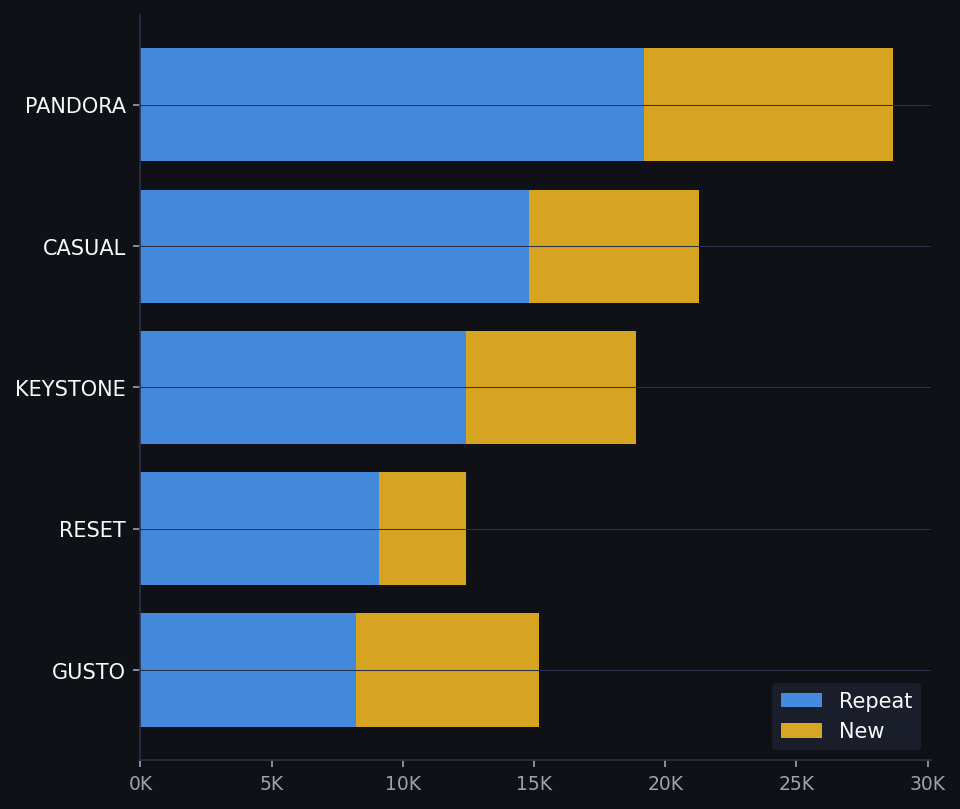 PANDORA
CASUAL
KEYSTONE
RESET
GUSTO
Repeat
New
0K 5K 10K 15K 20K 25K 30K